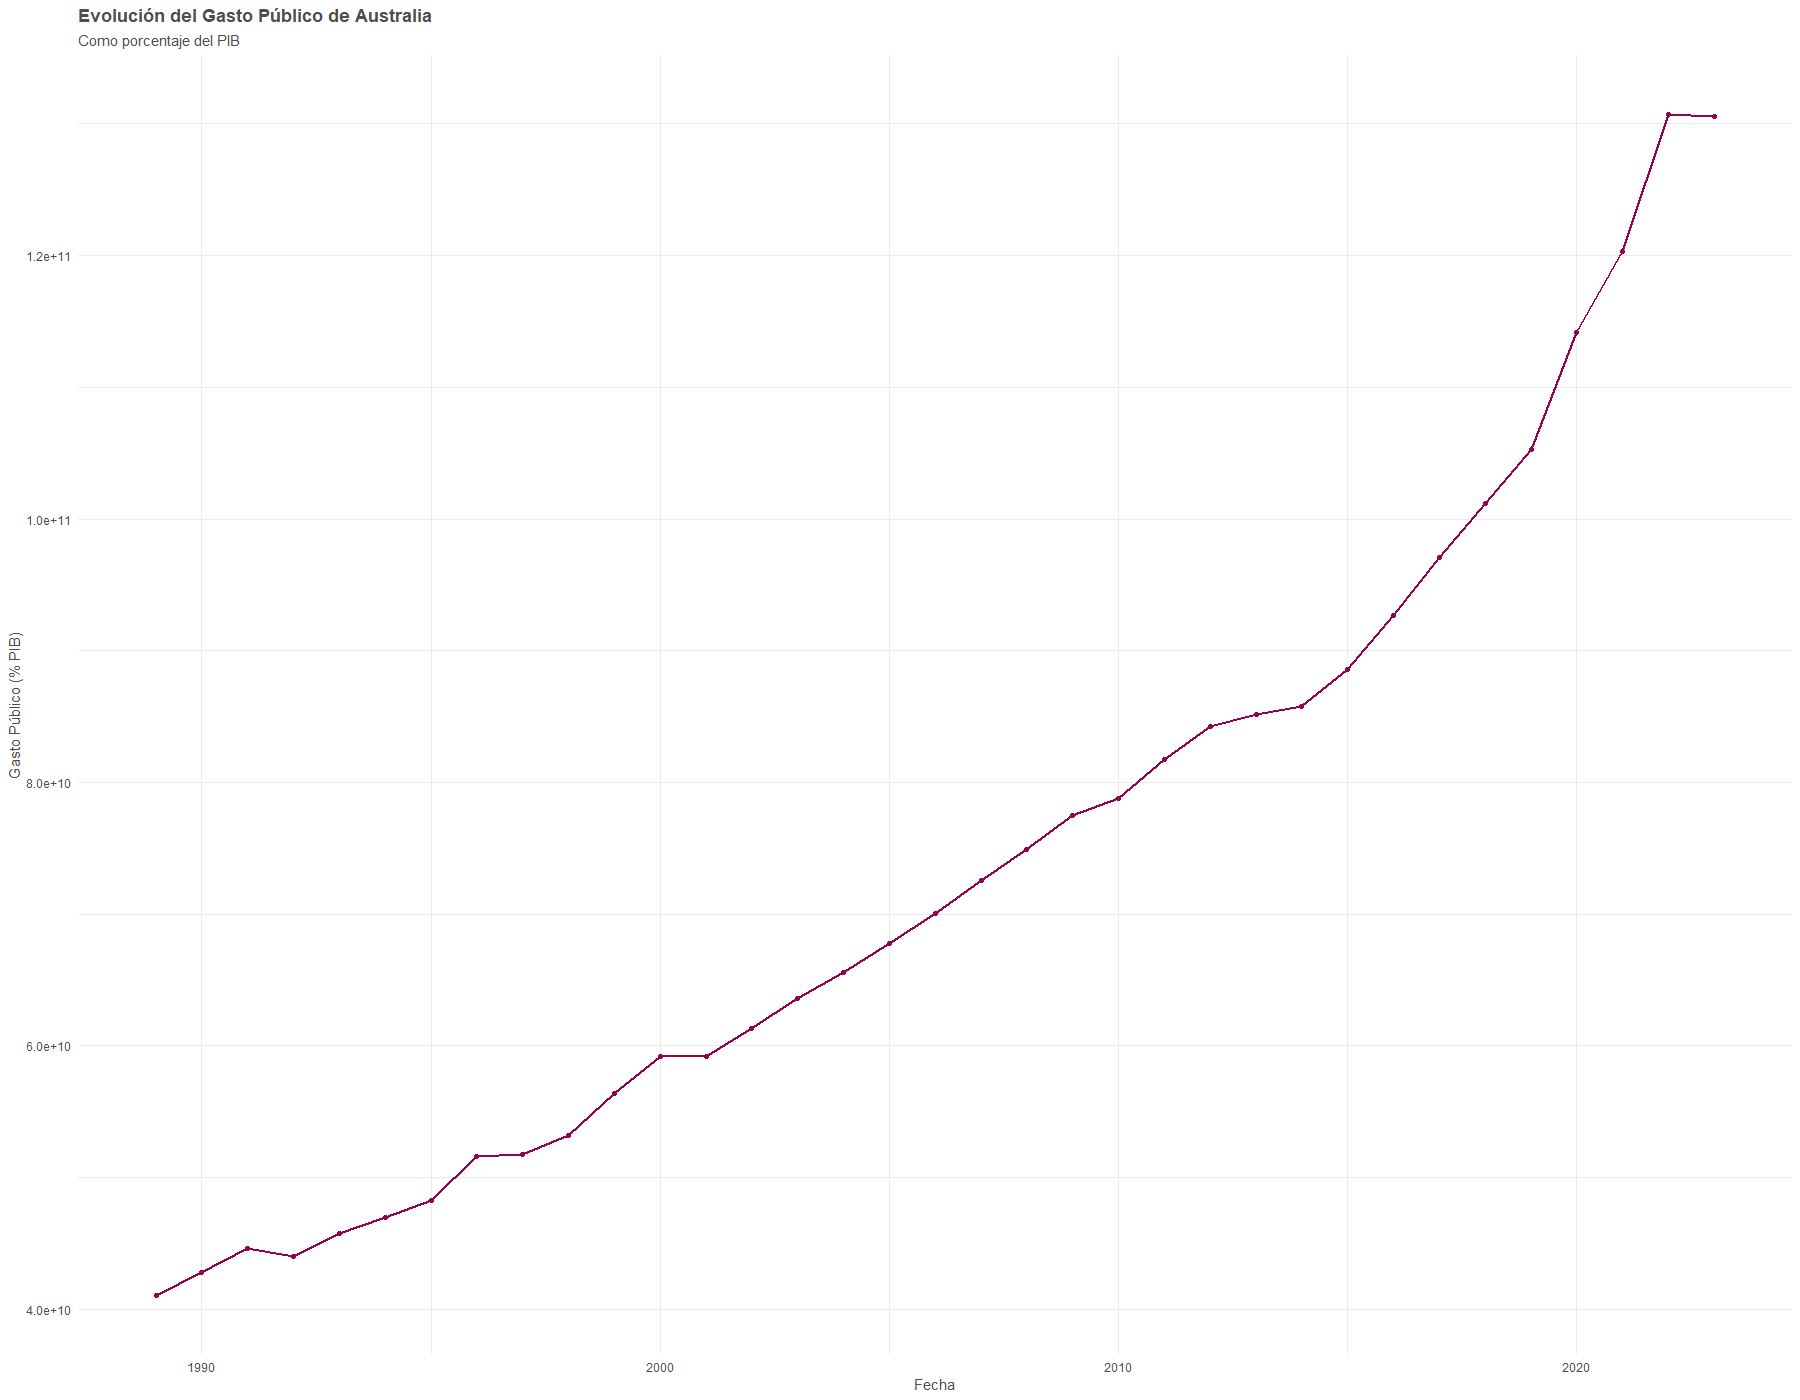 Evolución del Gasto Público de Australia
Como porcentaje del PIB
Gasto Público (% PIB)
1.2e+11
1.0e+11
8.0e+10
6.0e+10
4.0e+10
1990
2000
2010
2020
Fecha